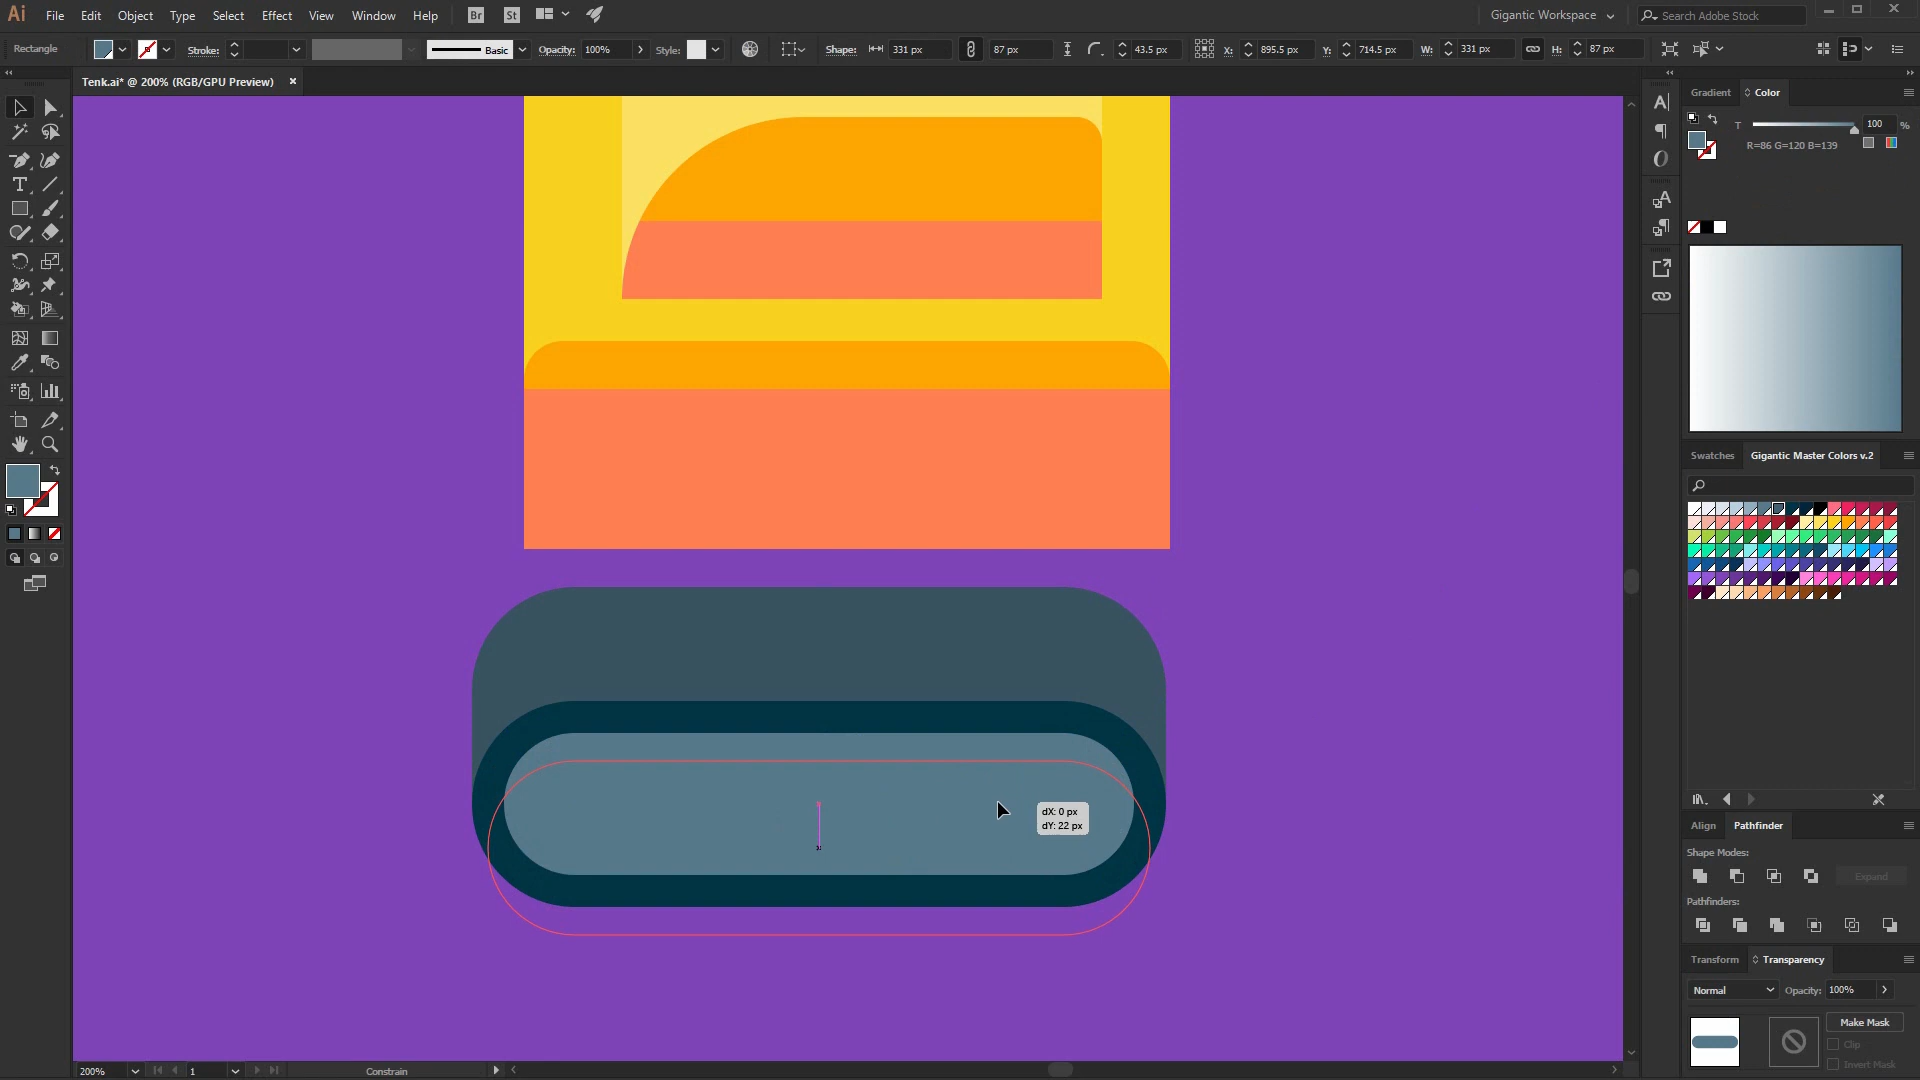 Ai File Edit Object Type Select Effect View Window Help Br St Gigantic Workspace Search Adobe Stock
Rectangle Stroke: Basic Opacity: 100% Style: Shape: 331 px 87 px 43.5 px X: 895.5 px Y: 714.5 px W: 331 px H: 87 px
Tenk.ai* @ 200% (RGB/GPU Preview)
Gradient Color
T 100 %
R=86 G=120 B=139
Swatches Gigantic Master Colors v.2
dX: 0 px
dY: 22 px
Align Pathfinder
Shape Modes:
Expand
Pathfinders:
Transform Transparency
Normal Opacity: 100%
Make Mask
Clip
Invert Mask
200% 1 Constrain